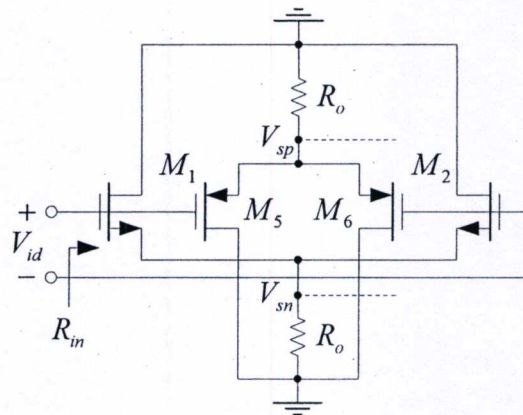 R_o
V_sp
M_1
M_2
+
M_5
M_6
V_id
−
V_sn
R_in
R_o